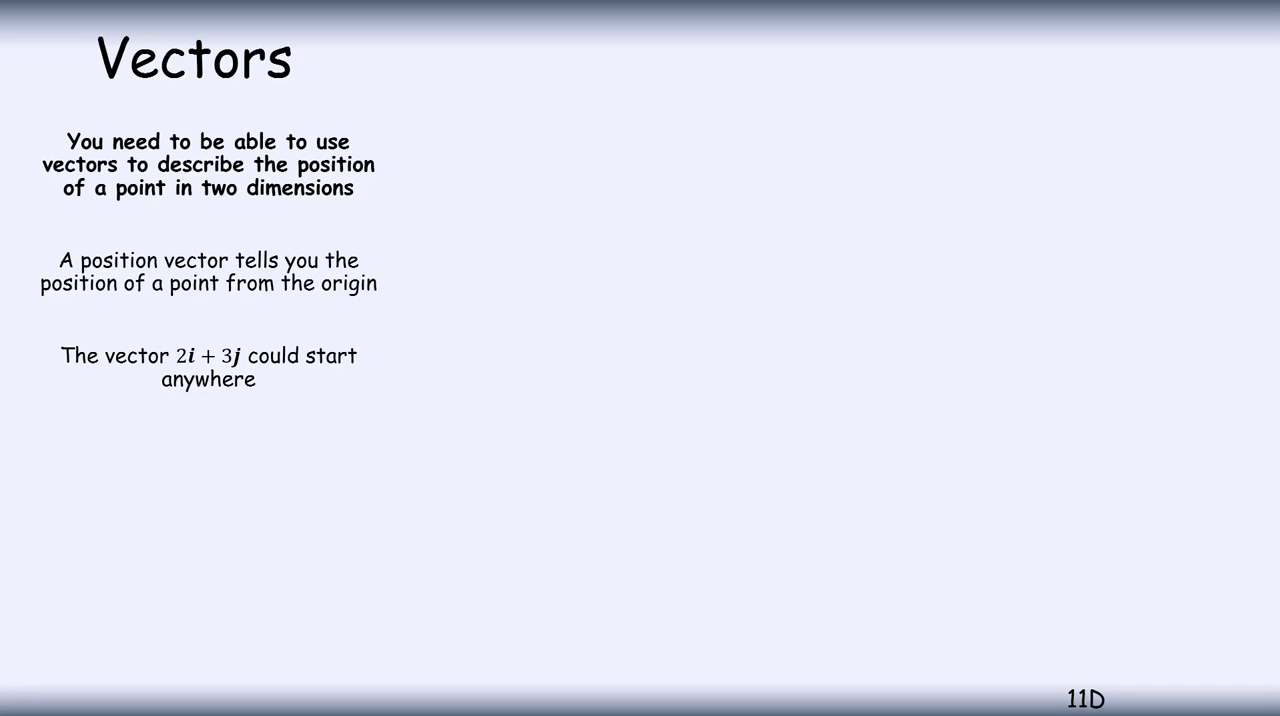 Vectors
You need to be able to use
vectors to describe the position
of a point in two dimensions
A position vector tells you the
position of a point from the origin
The vector 2𝒊 + 3𝒋 could start
anywhere
11D